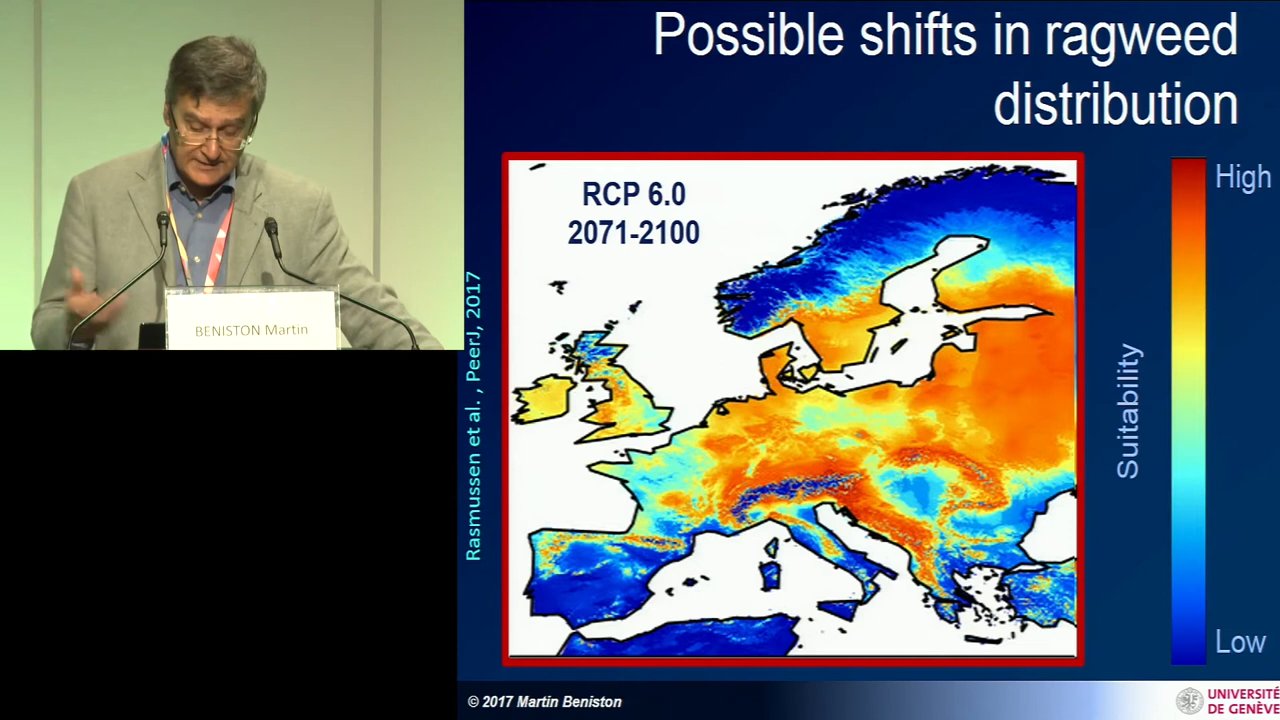 Possible shifts in ragweed
distribution
RCP 6.0
2071-2100
High
Suitability
Low
Rasmussen et al. , PeerJ, 2017
BENISTON Martin
© 2017 Martin Beniston
UNIVERSITÉ
DE GENÈVE